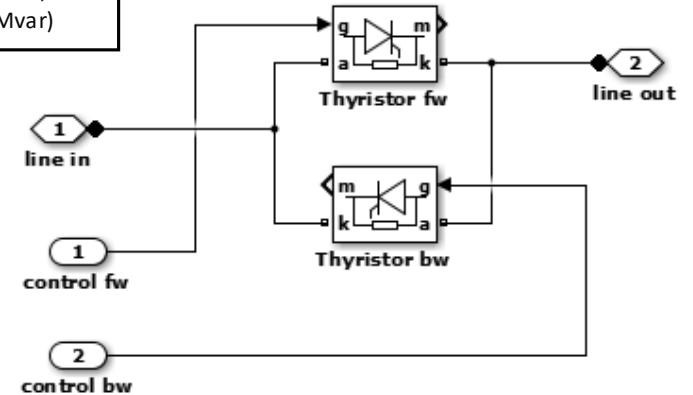 Mvar)
g
m
a
k
Thyristor fw
2
line out
1
line in
m
g
k
a
Thyristor bw
1
control fw
2
control bw